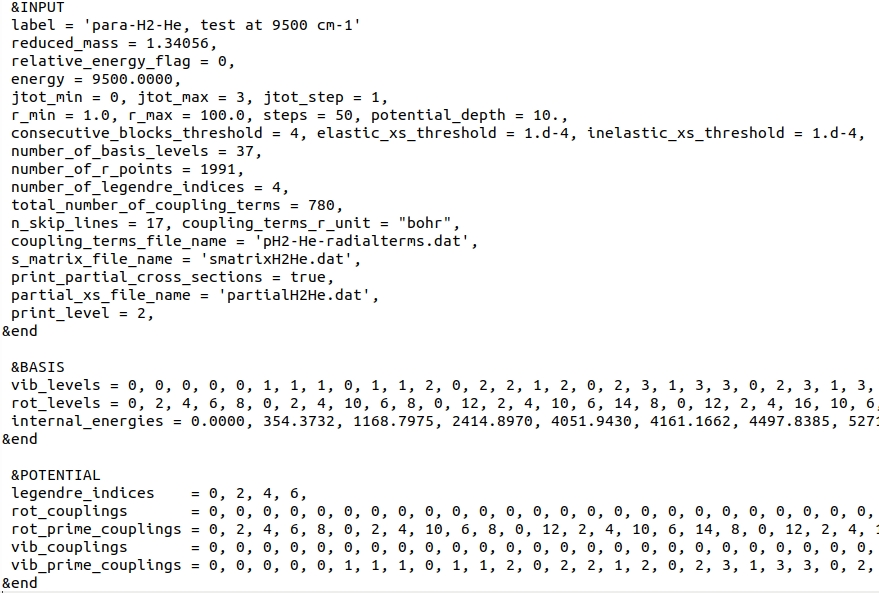 &INPUT
label = 'para-H2-He, test at 9500 cm-1'
reduced_mass = 1.34056,
relative_energy_flag = 0,
energy = 9500.0000,
jtot_min = 0, jtot_max = 3, jtot_step = 1,
r_min = 1.0, r_max = 100.0, steps = 50, potential_depth = 10.,
consecutive_blocks_threshold = 4, elastic_xs_threshold = 1.d-4, inelastic_xs_threshold = 1.d-4,
number_of_basis_levels = 37,
number_of_r_points = 1991,
number_of_legendre_indices = 4,
total_number_of_coupling_terms = 780,
n_skip_lines = 17, coupling_terms_r_unit = "bohr",
coupling_terms_file_name = 'pH2-He-radialterms.dat',
s_matrix_file_name = 'smatrixH2He.dat',
print_partial_cross_sections = true,
partial_xs_file_name = 'partialH2He.dat',
print_level = 2,
&end
&BASIS
vib_levels = 0, 0, 0, 0, 0, 1, 1, 1, 0, 1, 1, 2, 0, 2, 2, 1, 2, 0, 2, 3, 1, 3, 3, 0, 2, 3, 1, 3,
rot_levels = 0, 2, 4, 6, 8, 0, 2, 4, 10, 6, 8, 0, 12, 2, 4, 10, 6, 14, 8, 0, 12, 2, 4, 16, 10, 6,
internal_energies = 0.0000, 354.3732, 1168.7975, 2414.8970, 4051.9430, 4161.1662, 4497.8385, 527
&end
&POTENTIAL
legendre_indices = 0, 2, 4, 6,
rot_couplings = 0, 0, 0, 0, 0, 0, 0, 0, 0, 0, 0, 0, 0, 0, 0, 0, 0, 0, 0, 0, 0, 0, 0, 0, 0,
rot_prime_couplings = 0, 2, 4, 6, 8, 0, 2, 4, 10, 6, 8, 0, 12, 2, 4, 10, 6, 14, 8, 0, 12, 2, 4,
vib_couplings = 0, 0, 0, 0, 0, 0, 0, 0, 0, 0, 0, 0, 0, 0, 0, 0, 0, 0, 0, 0, 0, 0, 0, 0, 0,
vib_prime_couplings = 0, 0, 0, 0, 0, 1, 1, 1, 0, 1, 1, 2, 0, 2, 2, 1, 2, 0, 2, 3, 1, 3, 3, 0, 2,
&end